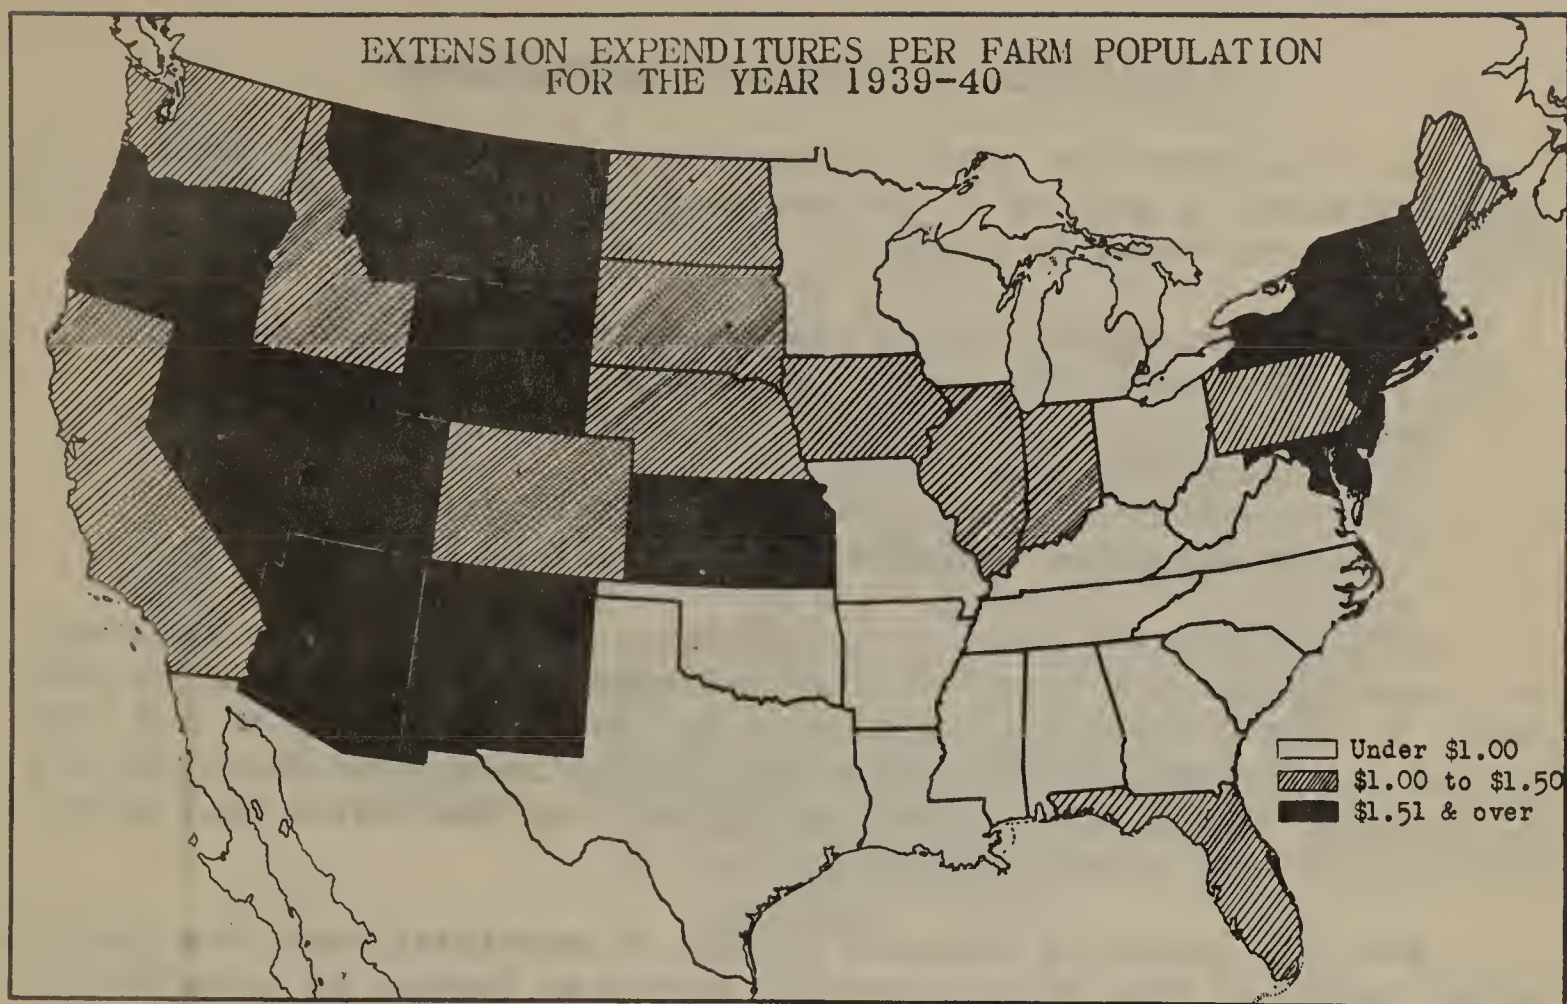 EXTENSION EXPENDITURES PER FARM POPULATION
FOR THE YEAR 1939-40
Under $1.00
$1.00 to $1.50
$1.51 & over